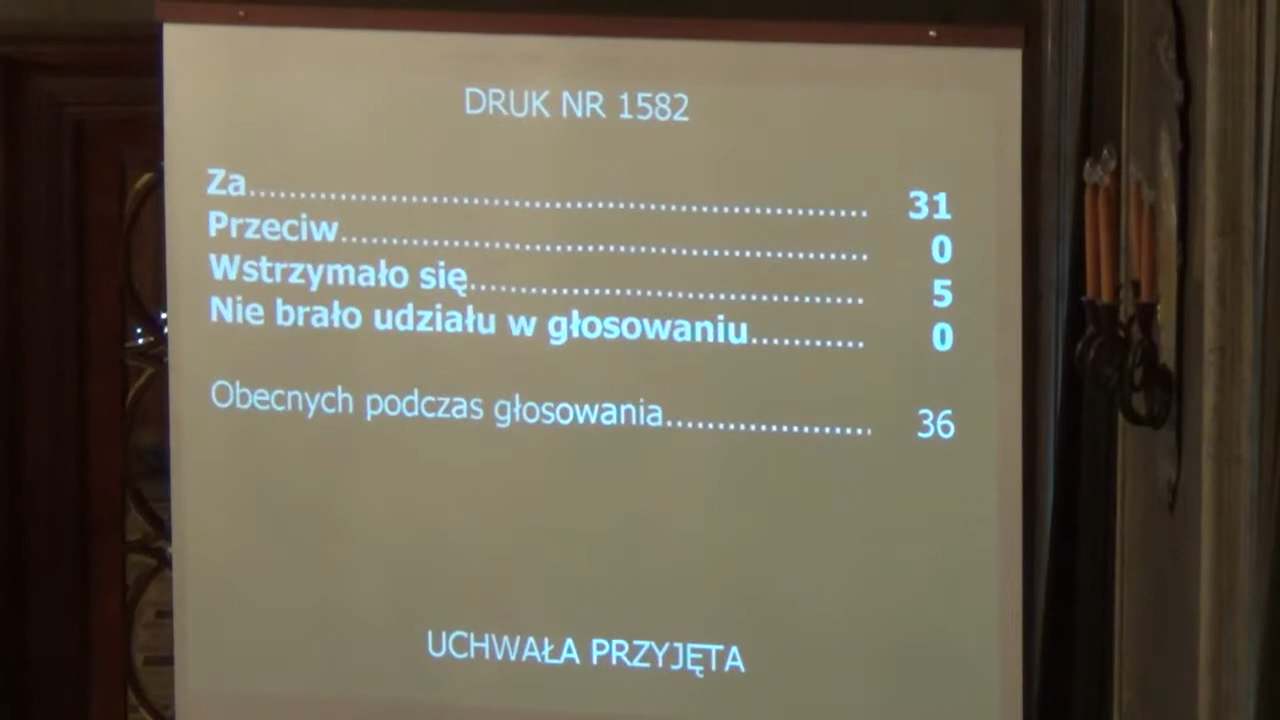 DRUK NR 1582
Za.............................................................. 31
Przeciw..................................................... 0
Wstrzymało się....................................... 5
Nie brało udziału w głosowaniu........... 0
Obecnych podczas głosowania.................... 36
UCHWAŁA PRZYJĘTA